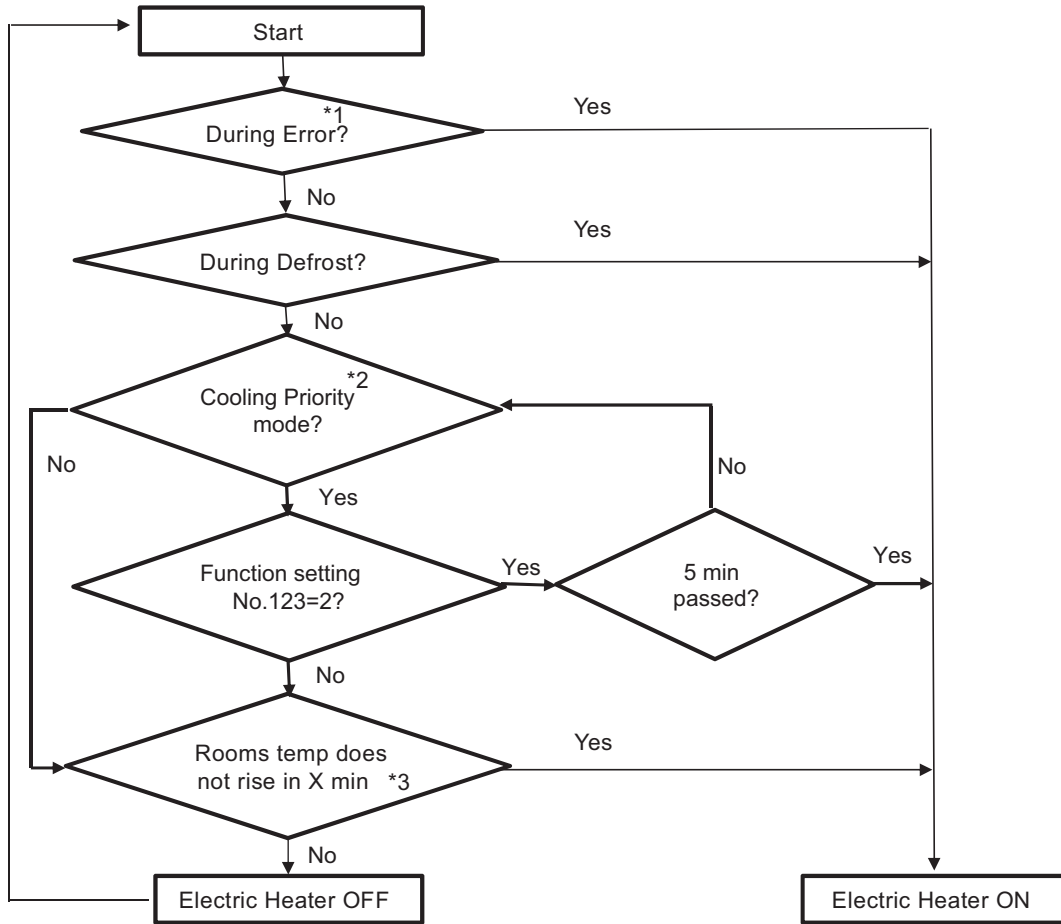 Start
*1
During Error?
Yes
No
During Defrost?
Yes
No
*2
Cooling Priority
mode?
No
Yes
No
Function setting
No.123=2?
Yes
5 min
passed?
Yes
No
Rooms temp does
not rise in X min *3
Yes
No
Electric Heater OFF
Electric Heater ON